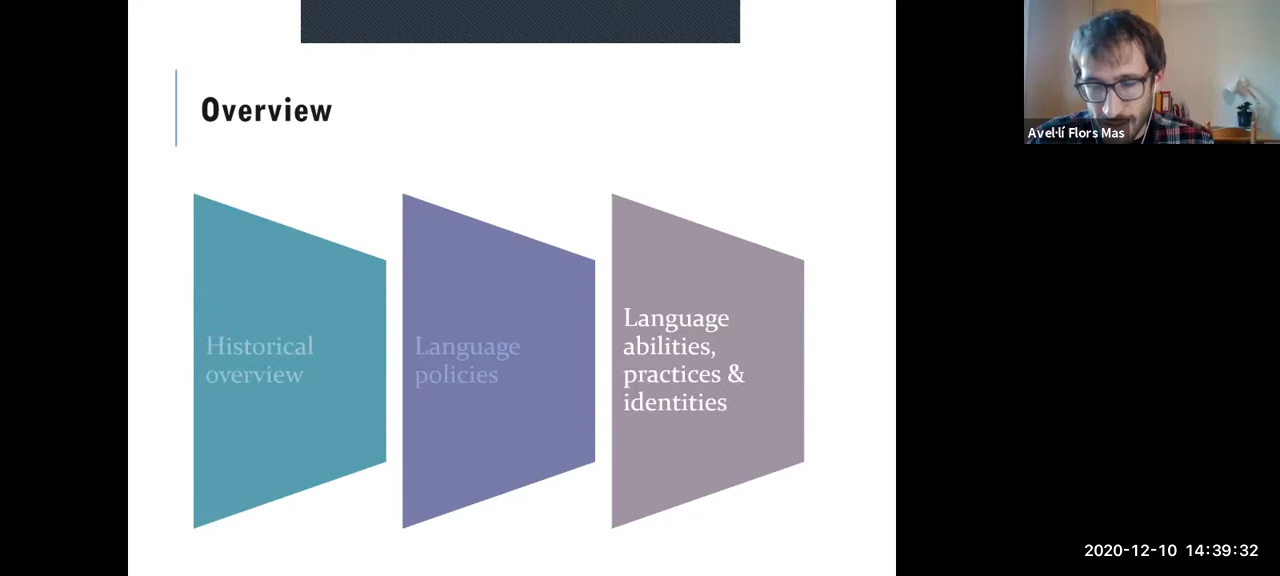 Overview
Historical
overview
Language
policies
Language
abilities,
practices &
identities
Avel·lí Flors Mas
2020-12-10 14:39:32